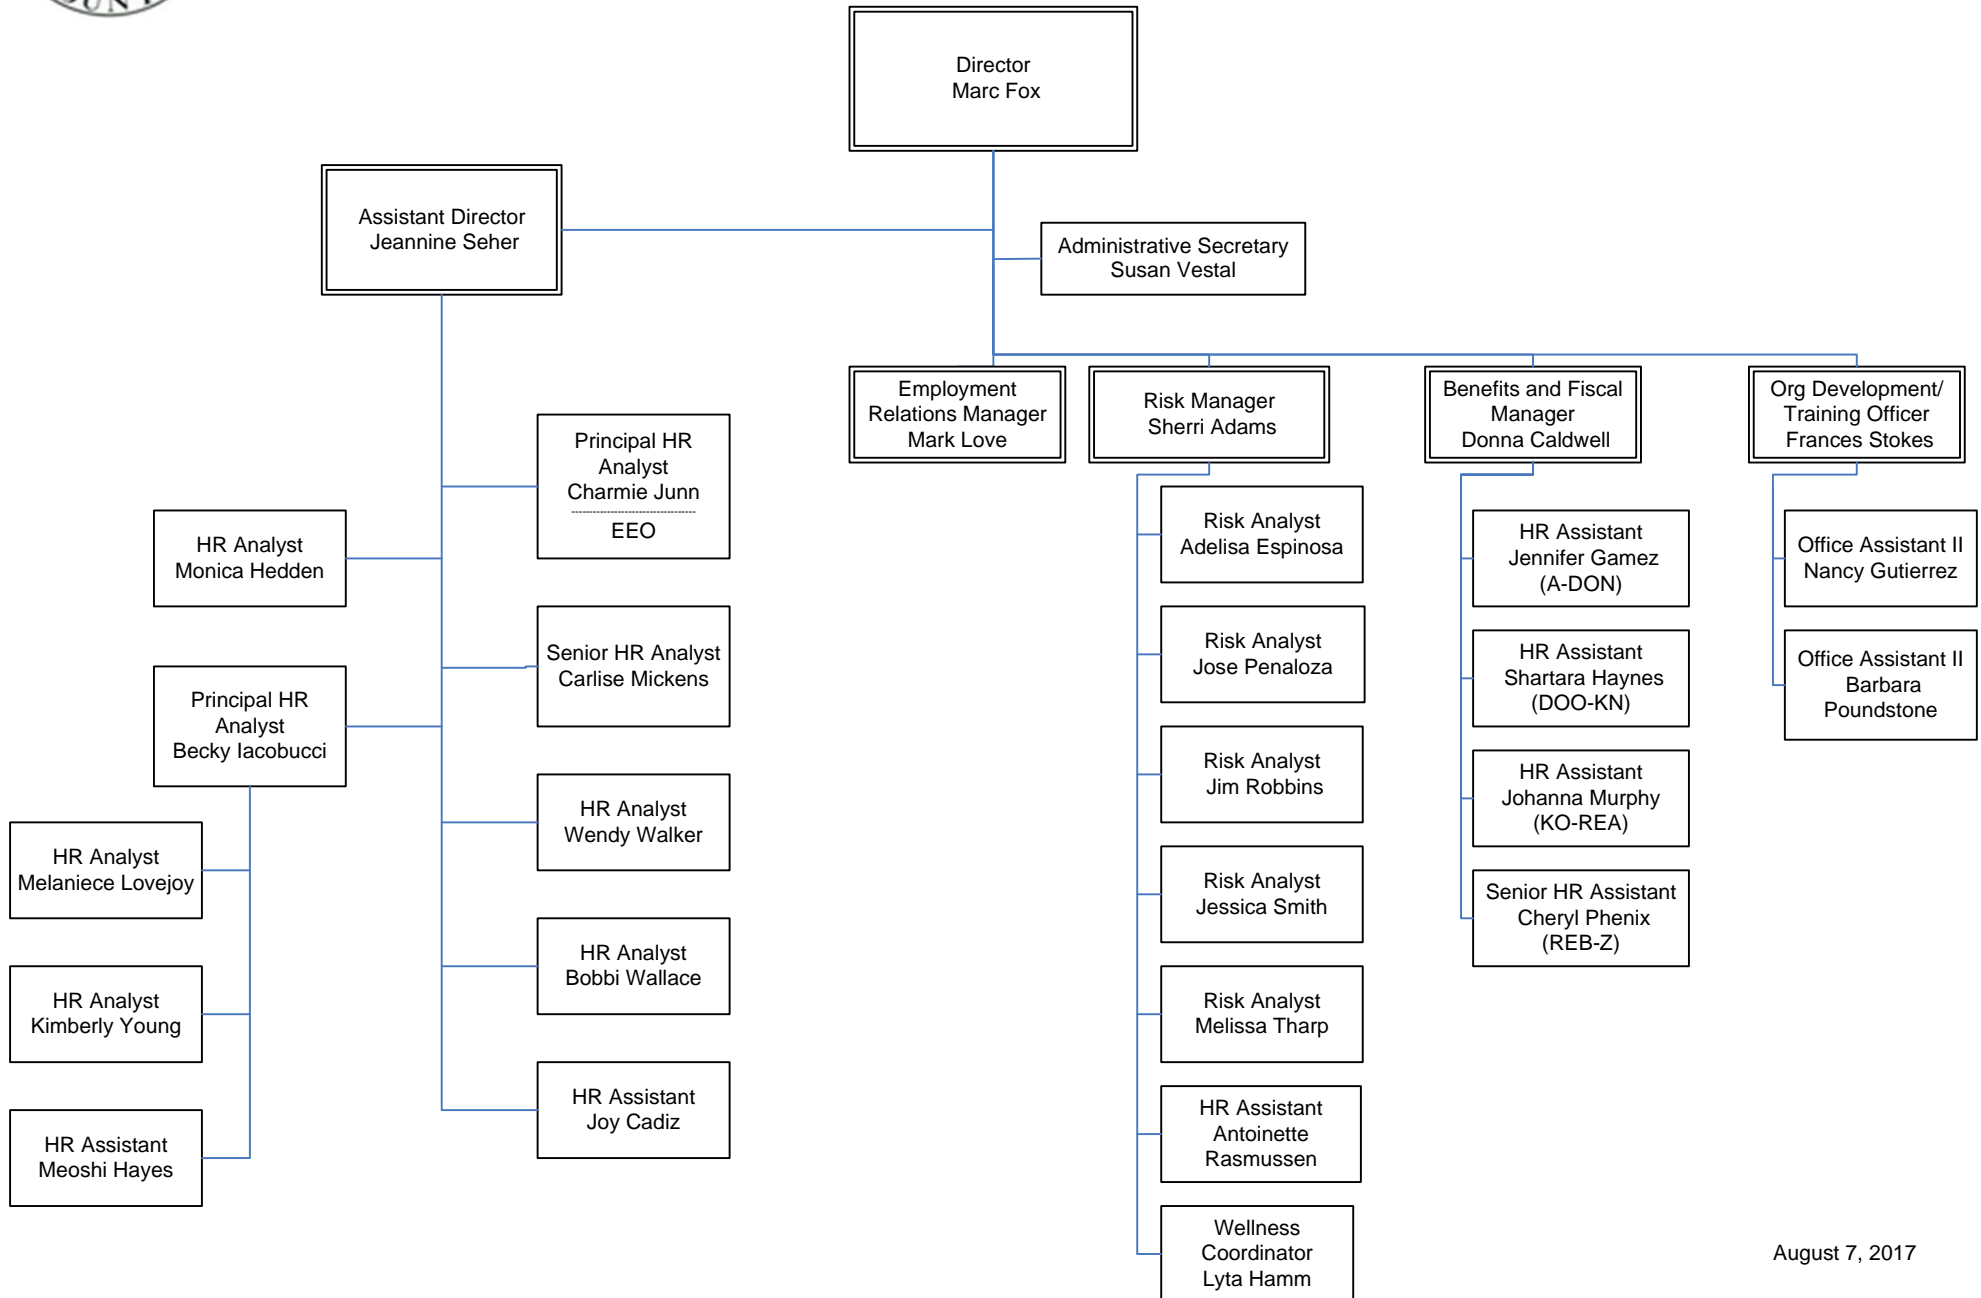 Director
Marc Fox
Assistant Director
Jeannine Seher
Administrative Secretary
Susan Vestal
Employment
Relations Manager
Mark Love
Risk Manager
Sherri Adams
Benefits and Fiscal
Manager
Donna Caldwell
Org Development/
Training Officer
Frances Stokes
Principal HR
Analyst
Charmie Junn
EEO
HR Analyst
Monica Hedden
Senior HR Analyst
Carlise Mickens
Principal HR
Analyst
Becky Iacobucci
HR Analyst
Wendy Walker
HR Analyst
Melaniece Lovejoy
HR Analyst
Bobbi Wallace
HR Analyst
Kimberly Young
HR Assistant
Joy Cadiz
HR Assistant
Meoshi Hayes
Risk Analyst
Adelisa Espinosa
Risk Analyst
Jose Penaloza
Risk Analyst
Jim Robbins
Risk Analyst
Jessica Smith
Risk Analyst
Melissa Tharp
HR Assistant
Antoinette
Rasmussen
Wellness
Coordinator
Lyta Hamm
HR Assistant
Jennifer Gamez
(A-DON)
HR Assistant
Shartara Haynes
(DOO-KN)
HR Assistant
Johanna Murphy
(KO-REA)
Senior HR Assistant
Cheryl Phenix
(REB-Z)
Office Assistant II
Nancy Gutierrez
Office Assistant II
Barbara
Poundstone
August 7, 2017